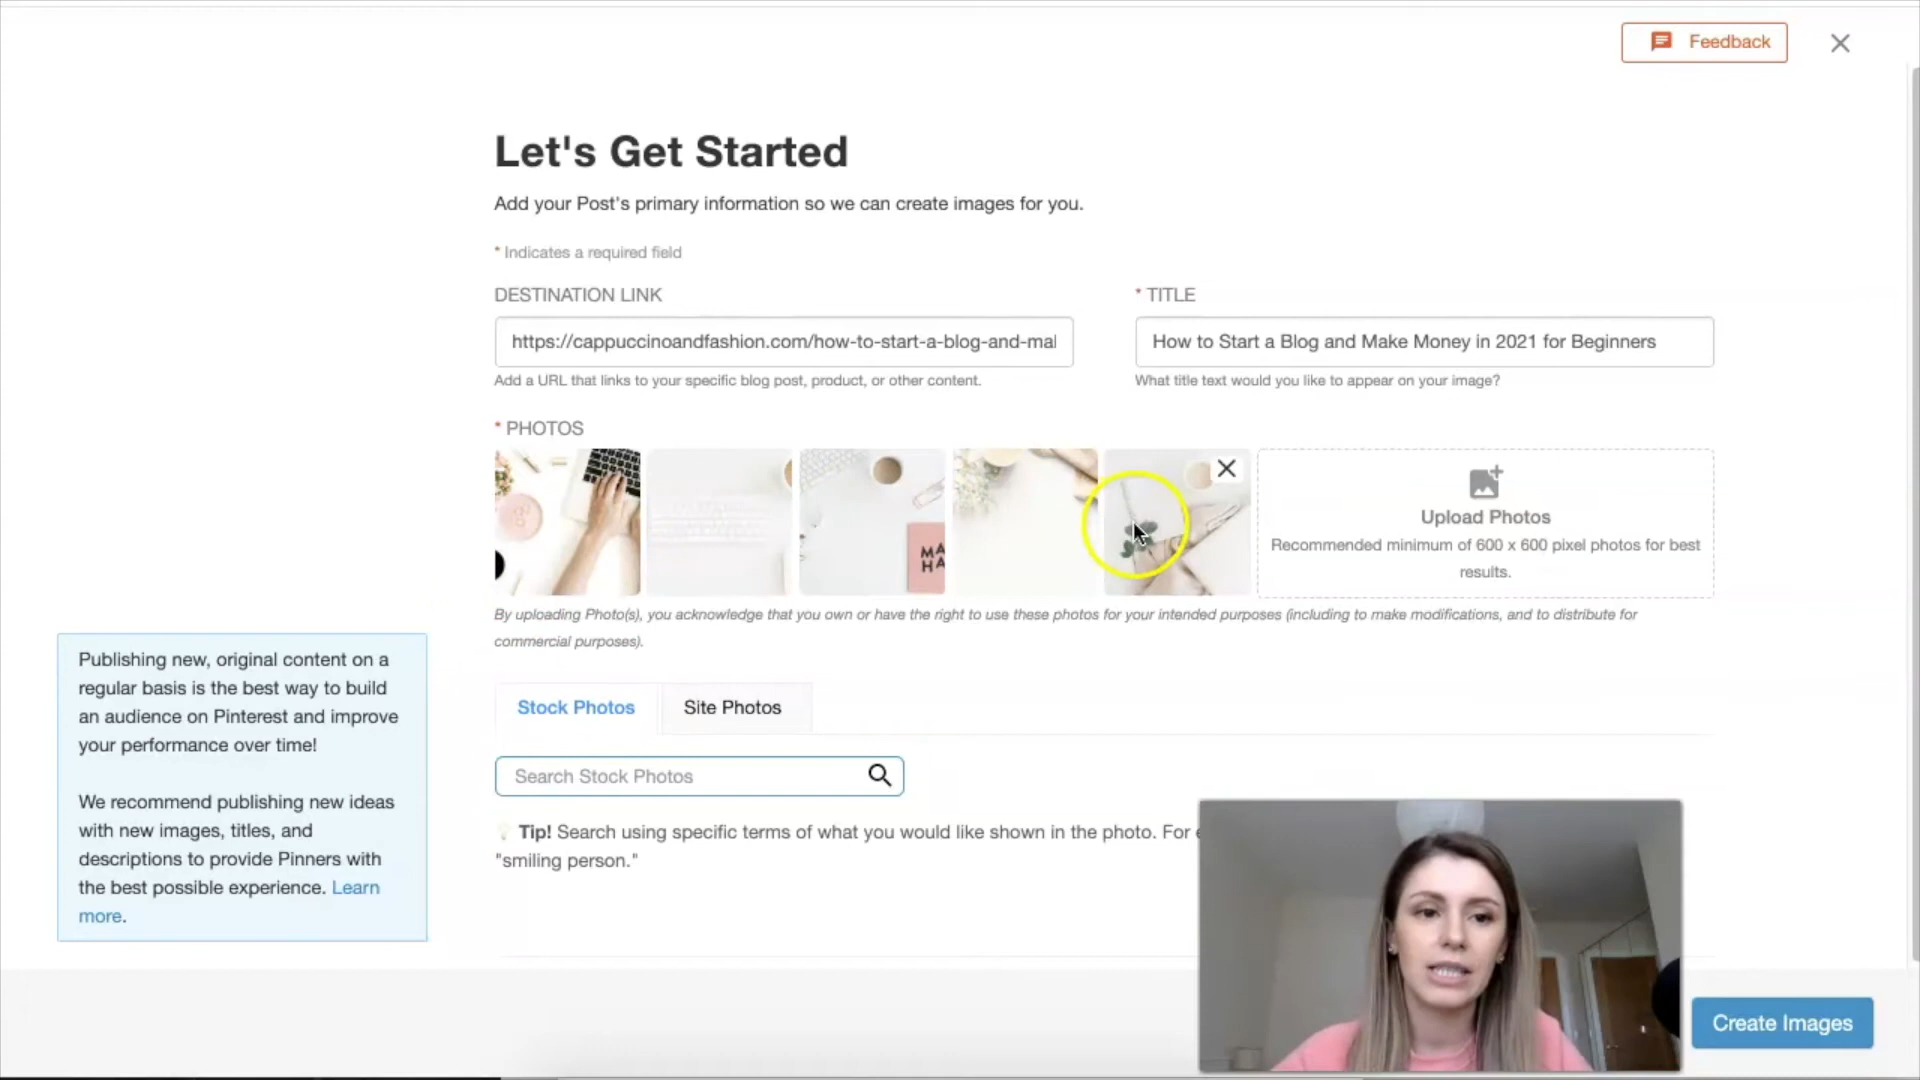 Feedback
Let's Get Started
Add your Post's primary information so we can create images for you.
* Indicates a required field
DESTINATION LINK
* TITLE
https://cappuccinoandfashion.com/how-to-start-a-blog-and-mal
How to Start a Blog and Make Money in 2021 for Beginners
Add a URL that links to your specific blog post, product, or other content.
What title text would you like to appear on your image?
* PHOTOS
MA
HA
Upload Photos
Recommended minimum of 600 x 600 pixel photos for best
results.
By uploading Photo(s), you acknowledge that you own or have the right to use these photos for your intended purposes (including to make modifications, and to distribute for
commercial purposes).
Publishing new, original content on a
regular basis is the best way to build
an audience on Pinterest and improve
your performance over time!
We recommend publishing new ideas
with new images, titles, and
descriptions to provide Pinners with
the best possible experience. Learn
more.
Stock Photos
Site Photos
Search Stock Photos
Tip! Search using specific terms of what you would like shown in the photo. For
"smiling person."
Create Images